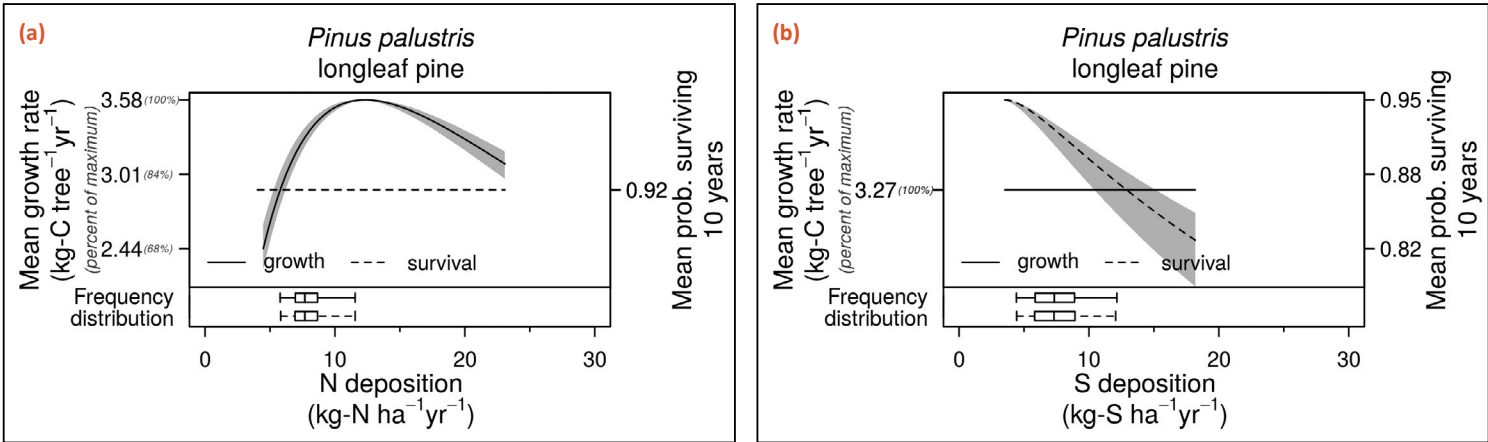 (a)
Pinus palustris
longleaf pine
Mean growth rate
(kg-C tree⁻¹yr⁻¹)
(percent of maximum)
3.58 (100%)
3.01 (84%)
2.44 (68%)
0.92
Mean prob. surviving
10 years
growth
survival
Frequency
distribution
0 10 20 30
N deposition
(kg-N ha⁻¹yr⁻¹)
(b)
Pinus palustris
longleaf pine
Mean growth rate
(kg-C tree⁻¹yr⁻¹)
(percent of maximum)
3.27 (100%)
0.95
0.88
0.82
Mean prob. surviving
10 years
growth
survival
Frequency
distribution
0 10 20 30
S deposition
(kg-S ha⁻¹yr⁻¹)